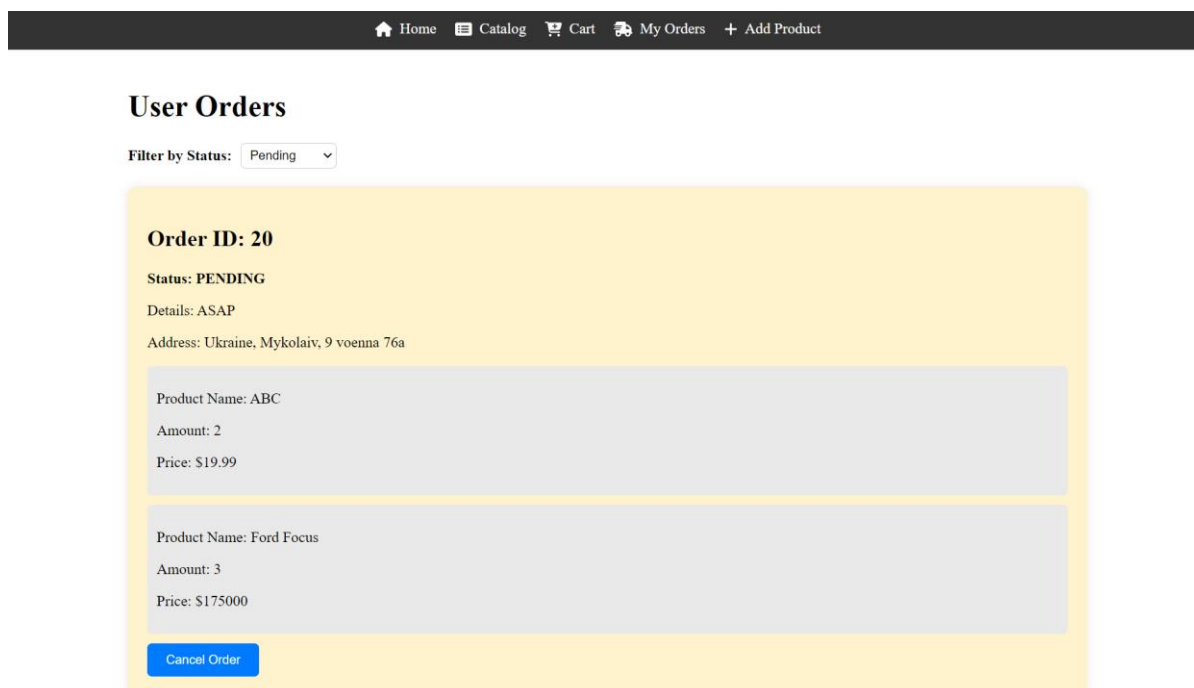 Home Catalog Cart My Orders Add Product
User Orders
Filter by Status: Pending
Order ID: 20
Status: PENDING
Details: ASAP
Address: Ukraine, Mykolaiv, 9 voenna 76a
Product Name: ABC
Amount: 2
Price: $19.99
Product Name: Ford Focus
Amount: 3
Price: $175000
Cancel Order